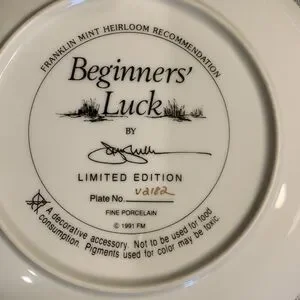 FRANKLIN MINT HEIRLOOM RECOMMENDATION
Beginners'
Luck
BY
LIMITED EDITION
Plate No. V2182
FINE PORCELAIN
© 1991 FM
A decorative accessory. Not to be used for food
consumption. Pigments used for color may be toxic.